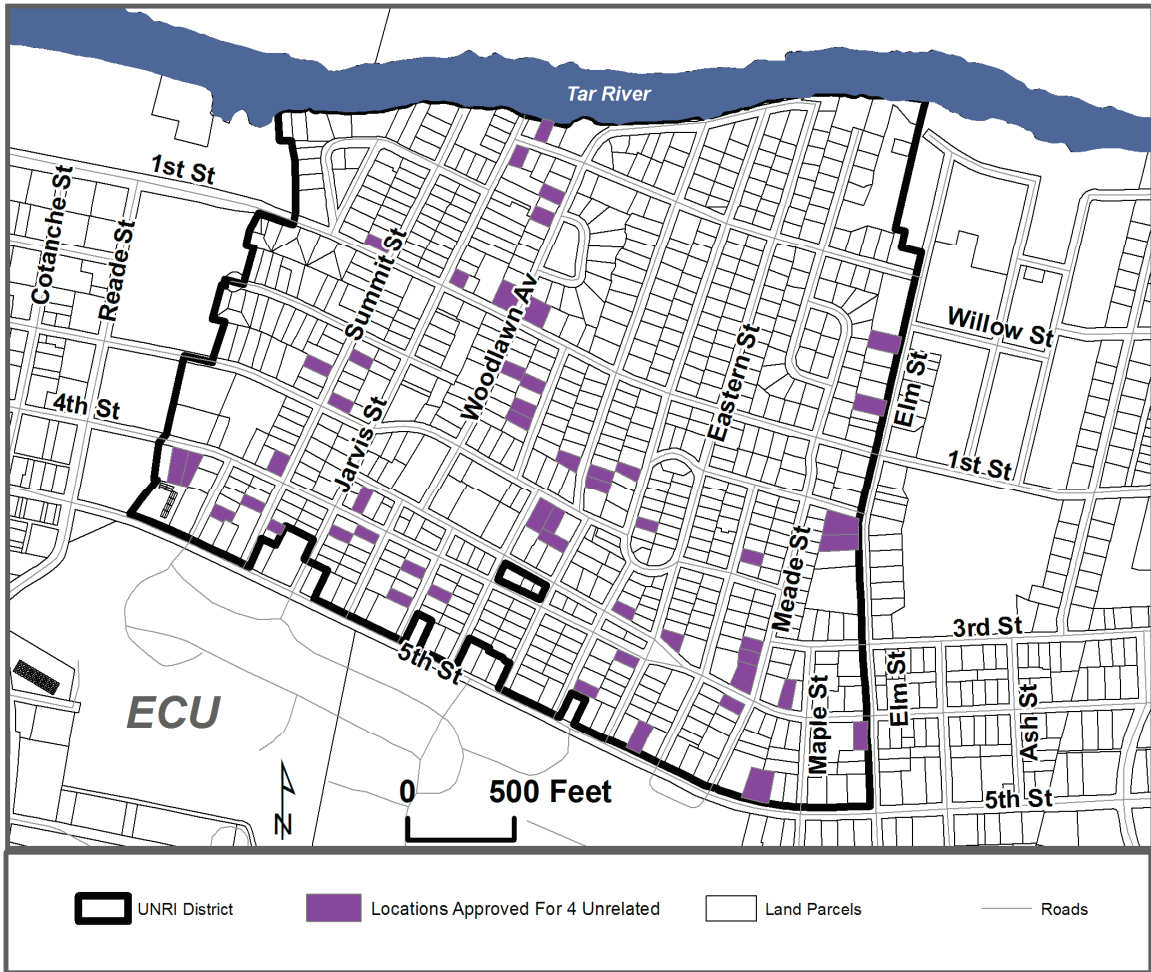 Tar River
1st St
Cotanche St
Reade St
Summit St
Woodlawn Av
Willow St
Eastern St
Elm St
4th St
Jarvis St
1st St
Meade St
3rd St
5th St
Elm St
Maple St
Ash St
ECU
N
0 500 Feet
5th St
UNRI District
Locations Approved For 4 Unrelated
Land Parcels
Roads